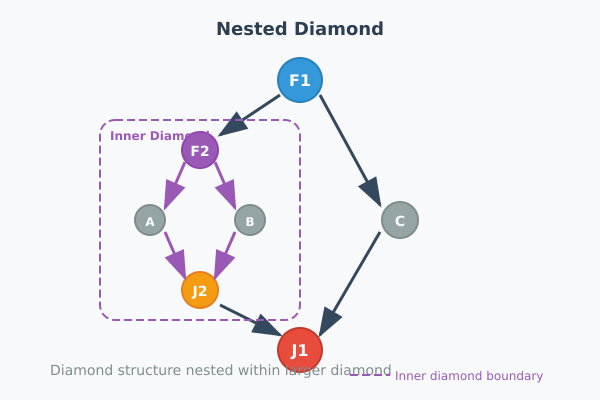 Nested Diamond
F1
Inner Diamond
F2
A
B
C
J2
J1
Diamond structure nested within larger diamond
Inner diamond boundary